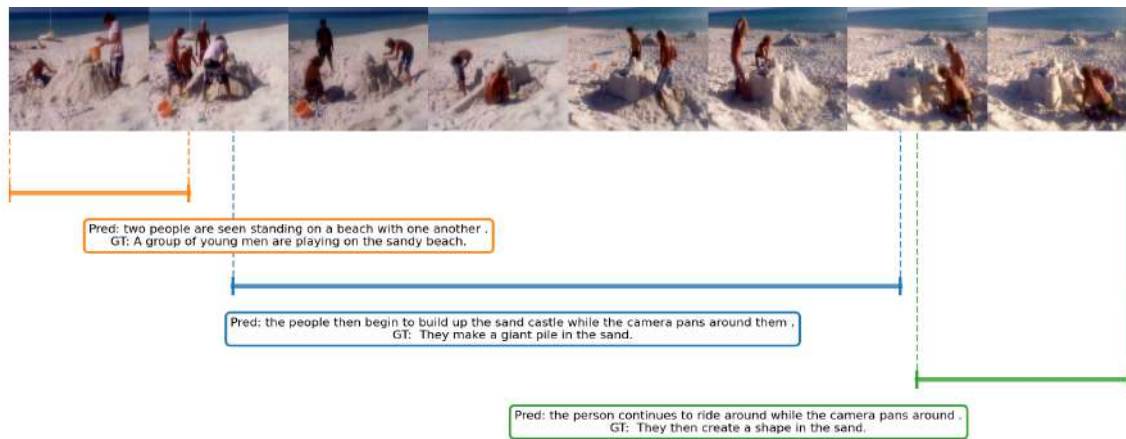 Pred: two people are seen standing on a beach with one another .
GT: A group of young men are playing on the sandy beach.
Pred: the people then begin to build up the sand castle while the camera pans around them .
GT: They make a giant pile in the sand.
Pred: the person continues to ride around while the camera pans around .
GT: They then create a shape in the sand.